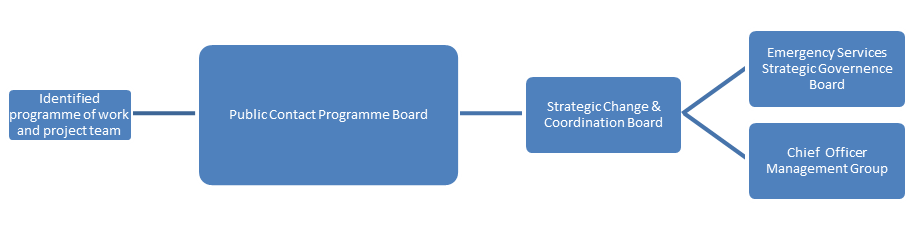 Identified
programme of work
and project team
Public Contact Programme Board
Strategic Change &
Coordination Board
Emergency Services
Strategic Governence
Board
Chief Officer
Management Group